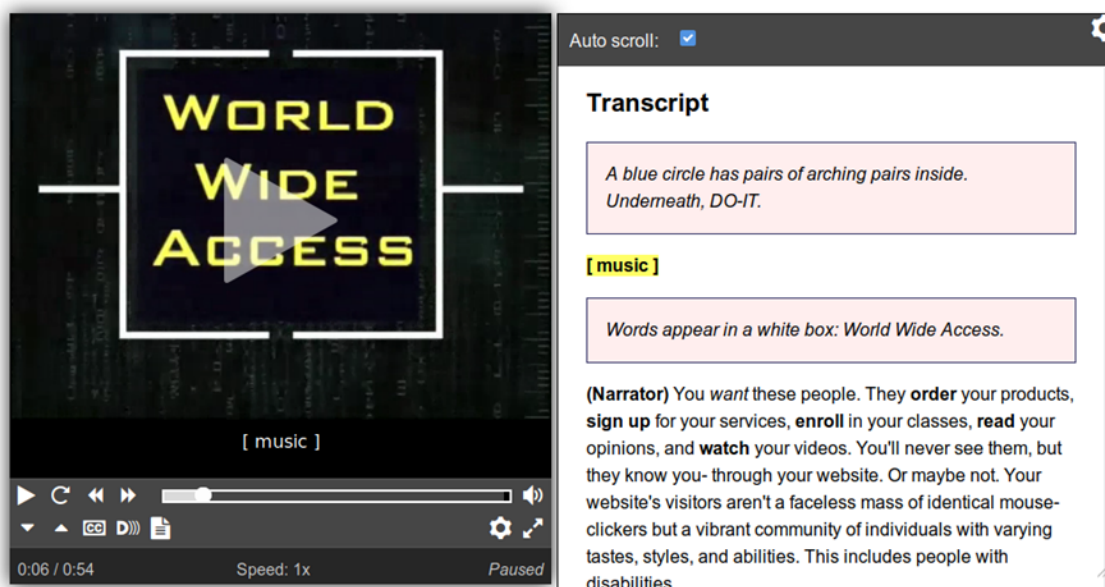 WORLD
WIDE
ACCESS
[ music ]
CC D)))
0:06 / 0:54 Speed: 1x Paused
Auto scroll:
Transcript
A blue circle has pairs of arching pairs inside.
Underneath, DO-IT.
[ music ]
Words appear in a white box: World Wide Access.
(Narrator) You want these people. They order your products,
sign up for your services, enroll in your classes, read your
opinions, and watch your videos. You'll never see them, but
they know you- through your website. Or maybe not. Your
website's visitors aren't a faceless mass of identical mouse-
clickers but a vibrant community of individuals with varying
tastes, styles, and abilities. This includes people with
disabilities